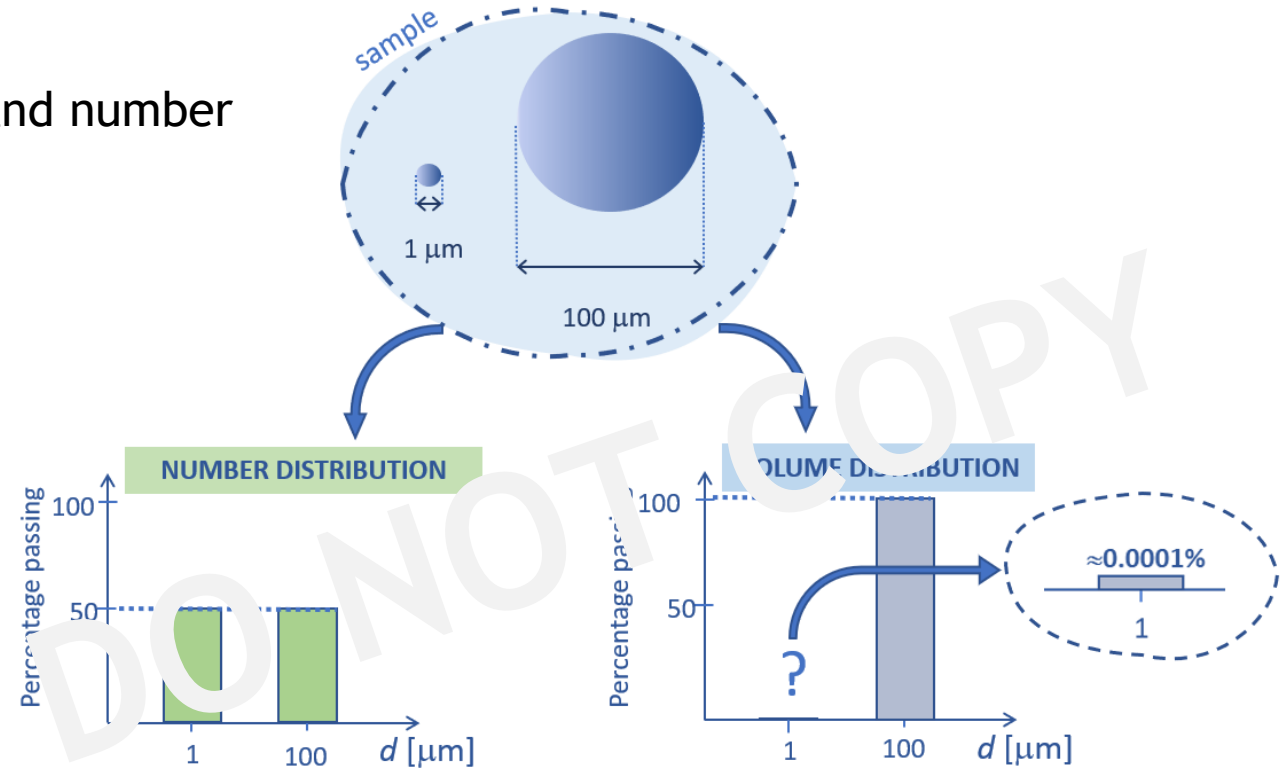 sample
nd number
1 μm
100 μm
NUMBER DISTRIBUTION
Percentage passing
100
50
1
100
d [μm]
OLUME DISTRIBUTION
Percentage passing
100
50
?
1
100
d [μm]
≈0.0001%
1
DO NOT COPY